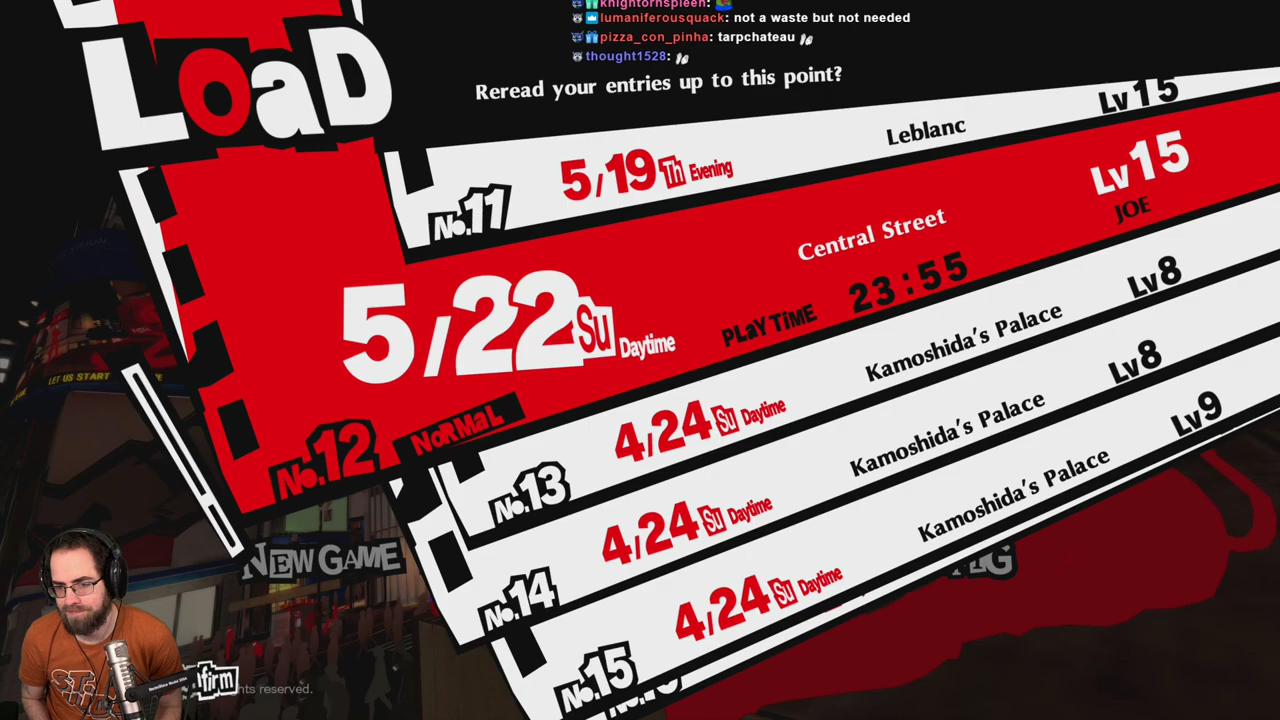 knightofnspleen:
lumaniferousquack: not a waste but not needed
pizza_con_pinha: tarpchateau
thought1528:
LOaD
Reread your entries up to this point?
No.11 5/19 Th Evening Leblanc Lv15
No.12 5/22 Su Daytime Central Street Lv15
NORMaL PLaY TiME 23:55 JOE
No.13 4/24 Su Daytime Kamoshida's Palace Lv8
No.14 4/24 Su Daytime Kamoshida's Palace Lv8
No.15 4/24 Su Daytime Kamoshida's Palace Lv9
LET US START
NEW GAME